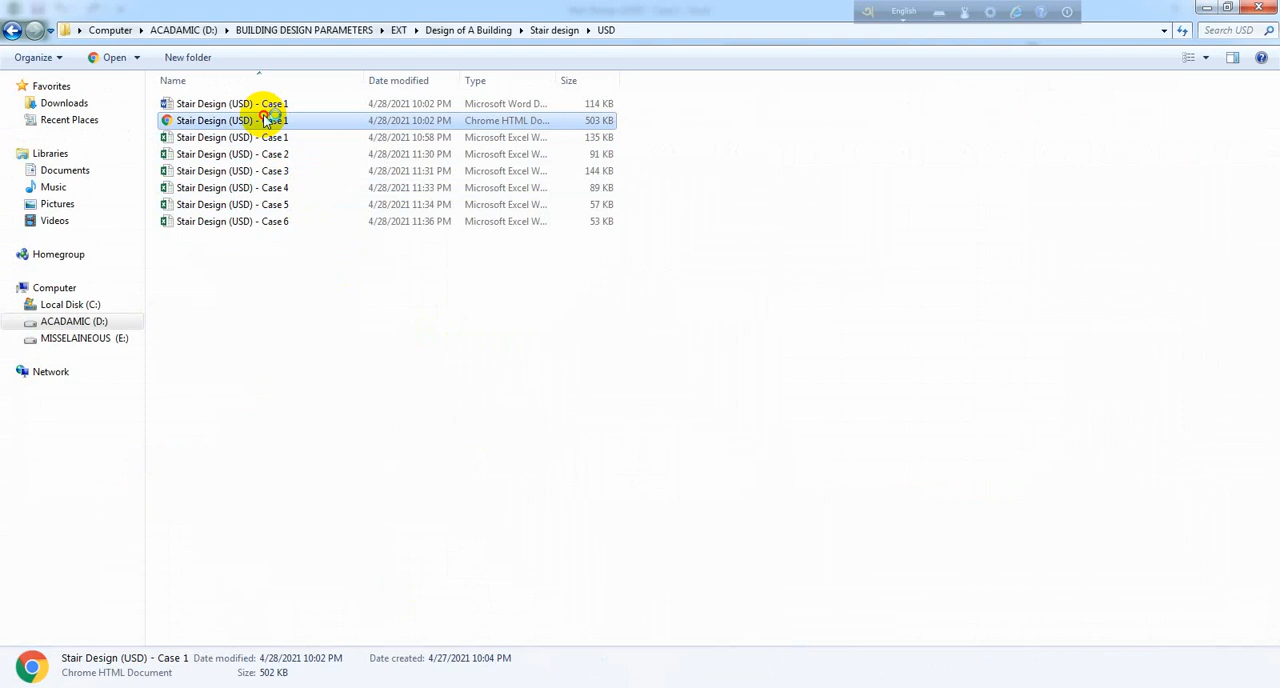 English
Computer ▸ ACADAMIC (D:) ▸ BUILDING DESIGN PARAMETERS ▸ EXT ▸ Design of A Building ▸ Stair design ▸ USD
Search USD
Organize Open New folder
Name Date modified Type Size
Favorites
Downloads
Recent Places
Libraries
Documents
Music
Pictures
Videos
Homegroup
Computer
Local Disk (C:)
ACADAMIC (D:)
MISSELAINEOUS (E:)
Network
Stair Design (USD) - Case 1 4/28/2021 10:02 PM Microsoft Word D... 114 KB
Stair Design (USD) - Case 1 4/28/2021 10:02 PM Chrome HTML Do... 503 KB
Stair Design (USD) - Case 1 4/28/2021 10:58 PM Microsoft Excel W... 135 KB
Stair Design (USD) - Case 2 4/28/2021 11:30 PM Microsoft Excel W... 91 KB
Stair Design (USD) - Case 3 4/28/2021 11:31 PM Microsoft Excel W... 144 KB
Stair Design (USD) - Case 4 4/28/2021 11:33 PM Microsoft Excel W... 89 KB
Stair Design (USD) - Case 5 4/28/2021 11:34 PM Microsoft Excel W... 57 KB
Stair Design (USD) - Case 6 4/28/2021 11:36 PM Microsoft Excel W... 53 KB
Stair Design (USD) - Case 1 Date modified: 4/28/2021 10:02 PM Date created: 4/27/2021 10:04 PM
Chrome HTML Document Size: 502 KB